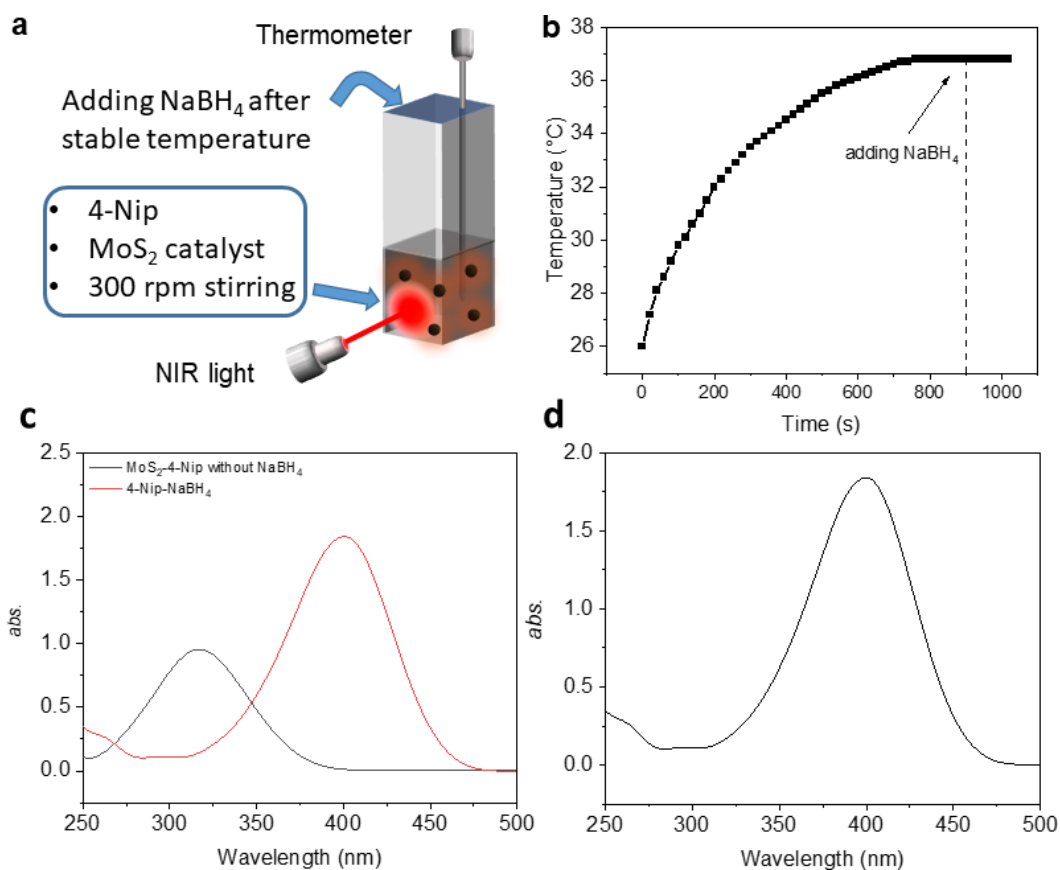 a
Thermometer
Adding NaBH₄ after
stable temperature
• 4-Nip
• MoS₂ catalyst
• 300 rpm stirring
NIR light
b
Temperature (°C)
38
36
34
32
30
28
26
adding NaBH₄
0 200 400 600 800 1000
Time (s)
c
abs.
2.5
2.0
1.5
1.0
0.5
0.0
MoS₂-4-Nip without NaBH₄
4-Nip-NaBH₄
250 300 350 400 450 500
Wavelength (nm)
d
abs.
2.0
1.5
1.0
0.5
0.0
250 300 350 400 450 500
Wavelength (nm)